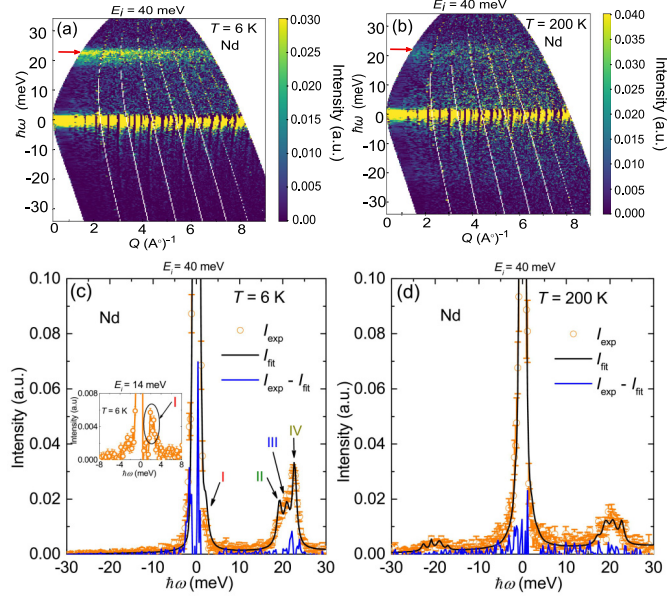 E_i = 40 meV
(a)
T = 6 K
Nd
ħω (meV)
30
20
10
0
-10
-20
-30
0 2 4 6 8
Q (A°)⁻¹
0.030
0.025
0.020
0.015
0.010
0.005
0.00
Intensity (a.u.)
E_i = 40 meV
(b)
T = 200 K
Nd
ħω (meV)
30
20
10
0
-10
-20
-30
0 2 4 6 8
Q (A°)⁻¹
0.040
0.035
0.030
0.025
0.020
0.015
0.010
0.005
0.000
Intensity (a.u.)
E_i = 40 meV
(c)
T = 6 K
Nd
I_exp
I_fit
I_exp - I_fit
E_i = 14 meV
T = 6 K
I
Intensity (a.u)
0.008
0.004
0.000
-8 -4 0 4 8
ħω (meV)
I
II
III
IV
Intensity (a.u.)
0.10
0.08
0.06
0.04
0.02
0.00
-30 -20 -10 0 10 20 30
ħω (meV)
E_i = 40 meV
(d)
T = 200 K
Nd
I_exp
I_fit
I_exp - I_fit
Intensity (a.u.)
0.10
0.08
0.06
0.04
0.02
0.00
-30 -20 -10 0 10 20 30
ħω (meV)